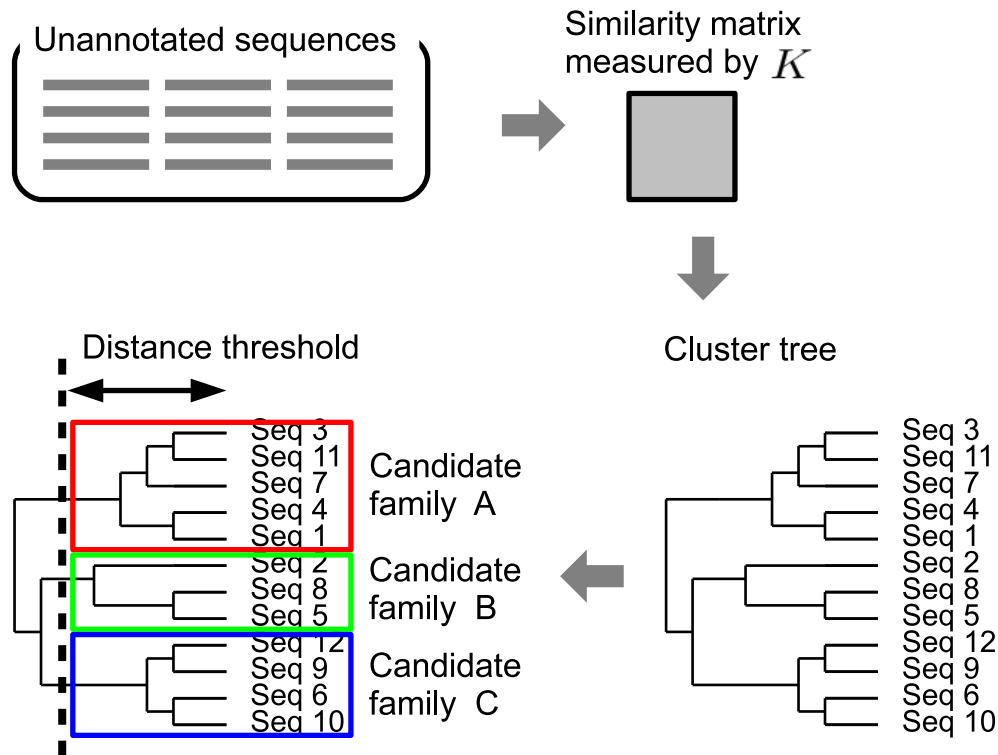 Unannotated sequences
Similarity matrix
measured by K
Distance threshold
Cluster tree
Seq 3
Seq 11
Seq 7
Seq 4
Seq 1
Seq 2
Seq 8
Seq 5
Seq 12
Seq 9
Seq 6
Seq 10
Candidate
family A
Candidate
family B
Candidate
family C
Seq 3
Seq 11
Seq 7
Seq 4
Seq 1
Seq 2
Seq 8
Seq 5
Seq 12
Seq 9
Seq 6
Seq 10